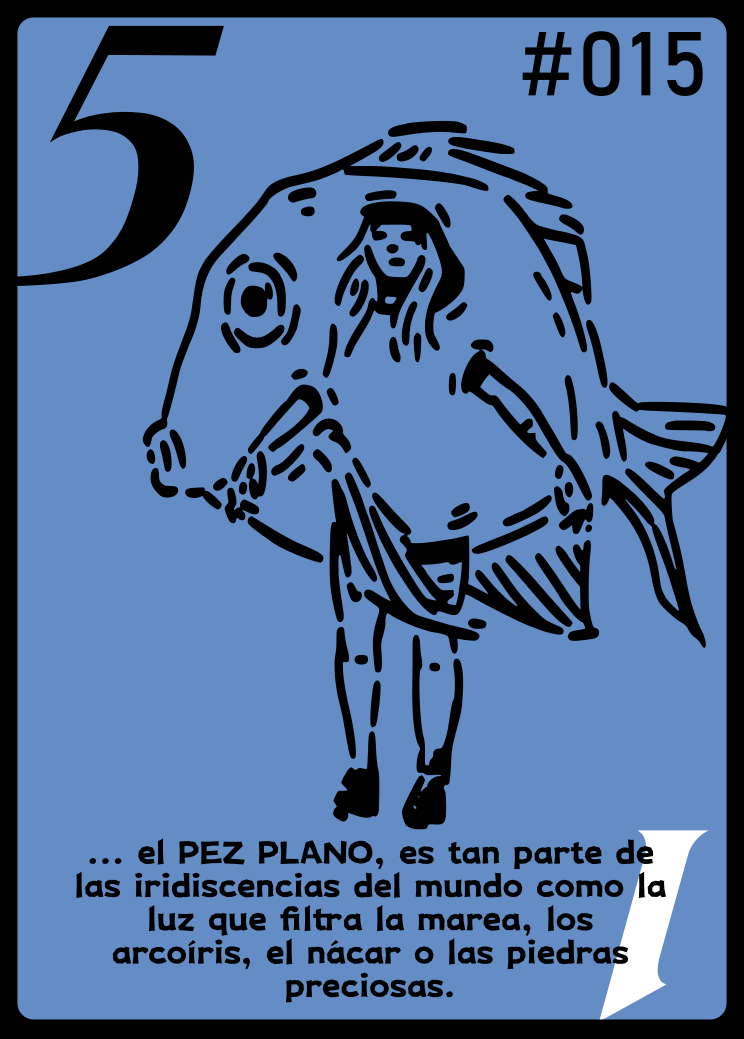 5
#015
... el PEZ PLANO, es tan parte de
las iridiscencias del mundo como la
luz que filtra la marea, los
arcoíris, el nácar o las piedras
preciosas.
1